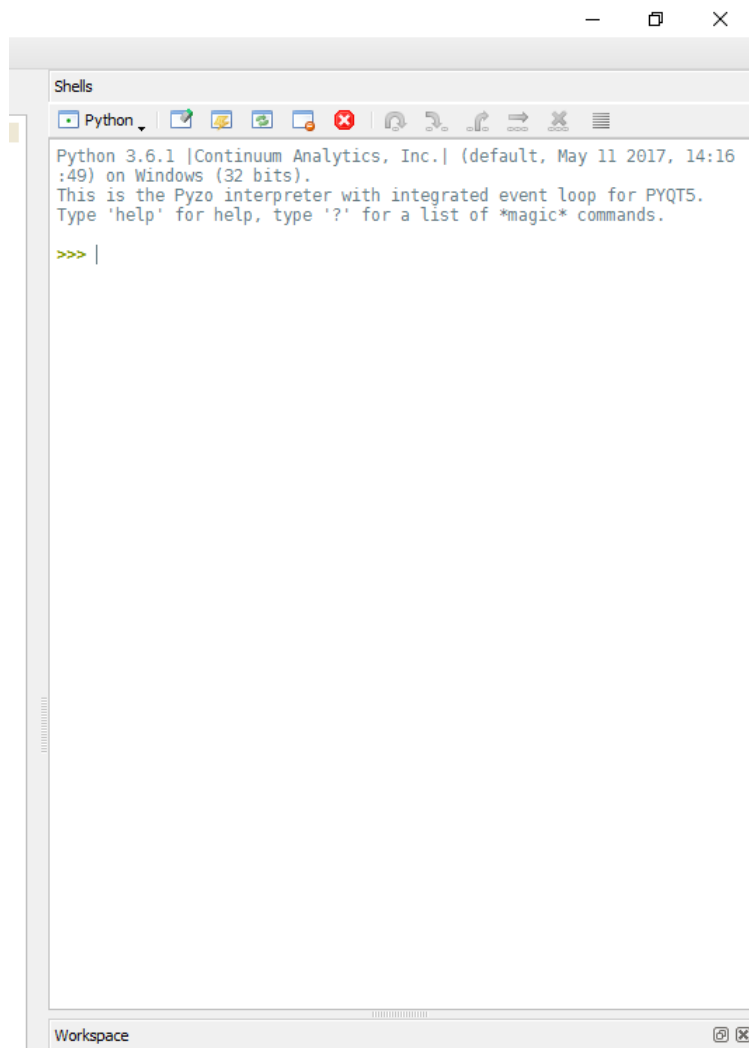 Shells
Python
Python 3.6.1 |Continuum Analytics, Inc.| (default, May 11 2017, 14:16
:49) on Windows (32 bits).
This is the Pyzo interpreter with integrated event loop for PYQT5.
Type 'help' for help, type '?' for a list of *magic* commands.
>>>
Workspace